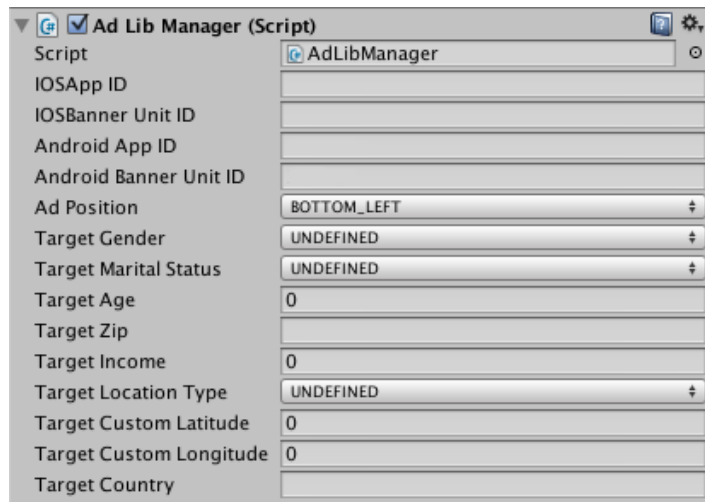 Ad Lib Manager (Script)
Script AdLibManager
IOSApp ID
IOSBanner Unit ID
Android App ID
Android Banner Unit ID
Ad Position BOTTOM_LEFT
Target Gender UNDEFINED
Target Marital Status UNDEFINED
Target Age 0
Target Zip
Target Income 0
Target Location Type UNDEFINED
Target Custom Latitude 0
Target Custom Longitude 0
Target Country